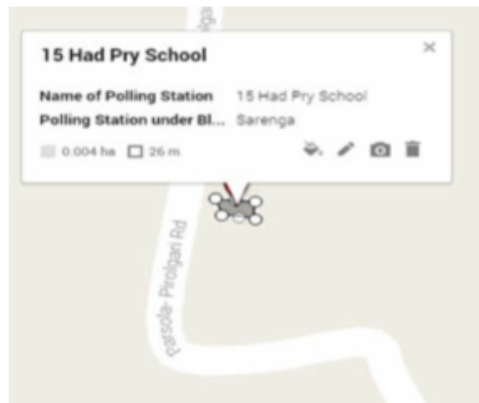 15 Had Pry School
Name of Polling Station 15 Had Pry School
Polling Station under Bl... Sarenga
0.004 ha 26 m
Parsola- Pirolgari Rd